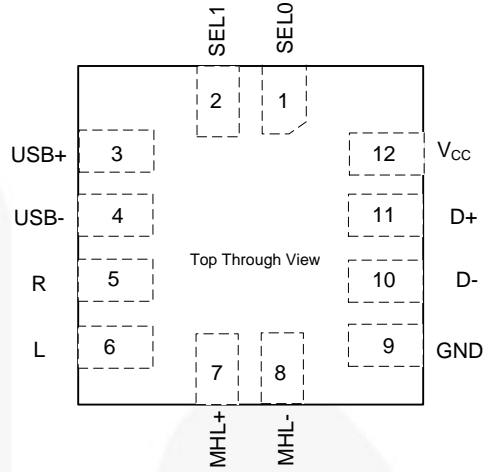 SEL1 SEL0
2 1
USB+ 3 12 VCC
USB- 4 11 D+
Top Through View
R 5 10 D-
L 6 9 GND
7 8
MHL+ MHL-